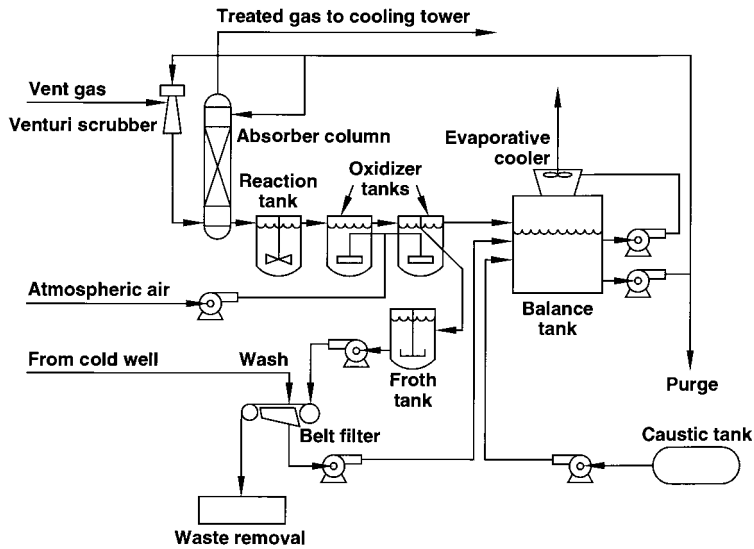 Treated gas to cooling tower
Vent gas
Venturi scrubber
Absorber column
Evaporative
cooler
Oxidizer
tanks
Reaction
tank
Atmospheric air
Balance
tank
From cold well
Wash
Froth
tank
Purge
Belt filter
Caustic tank
Waste removal